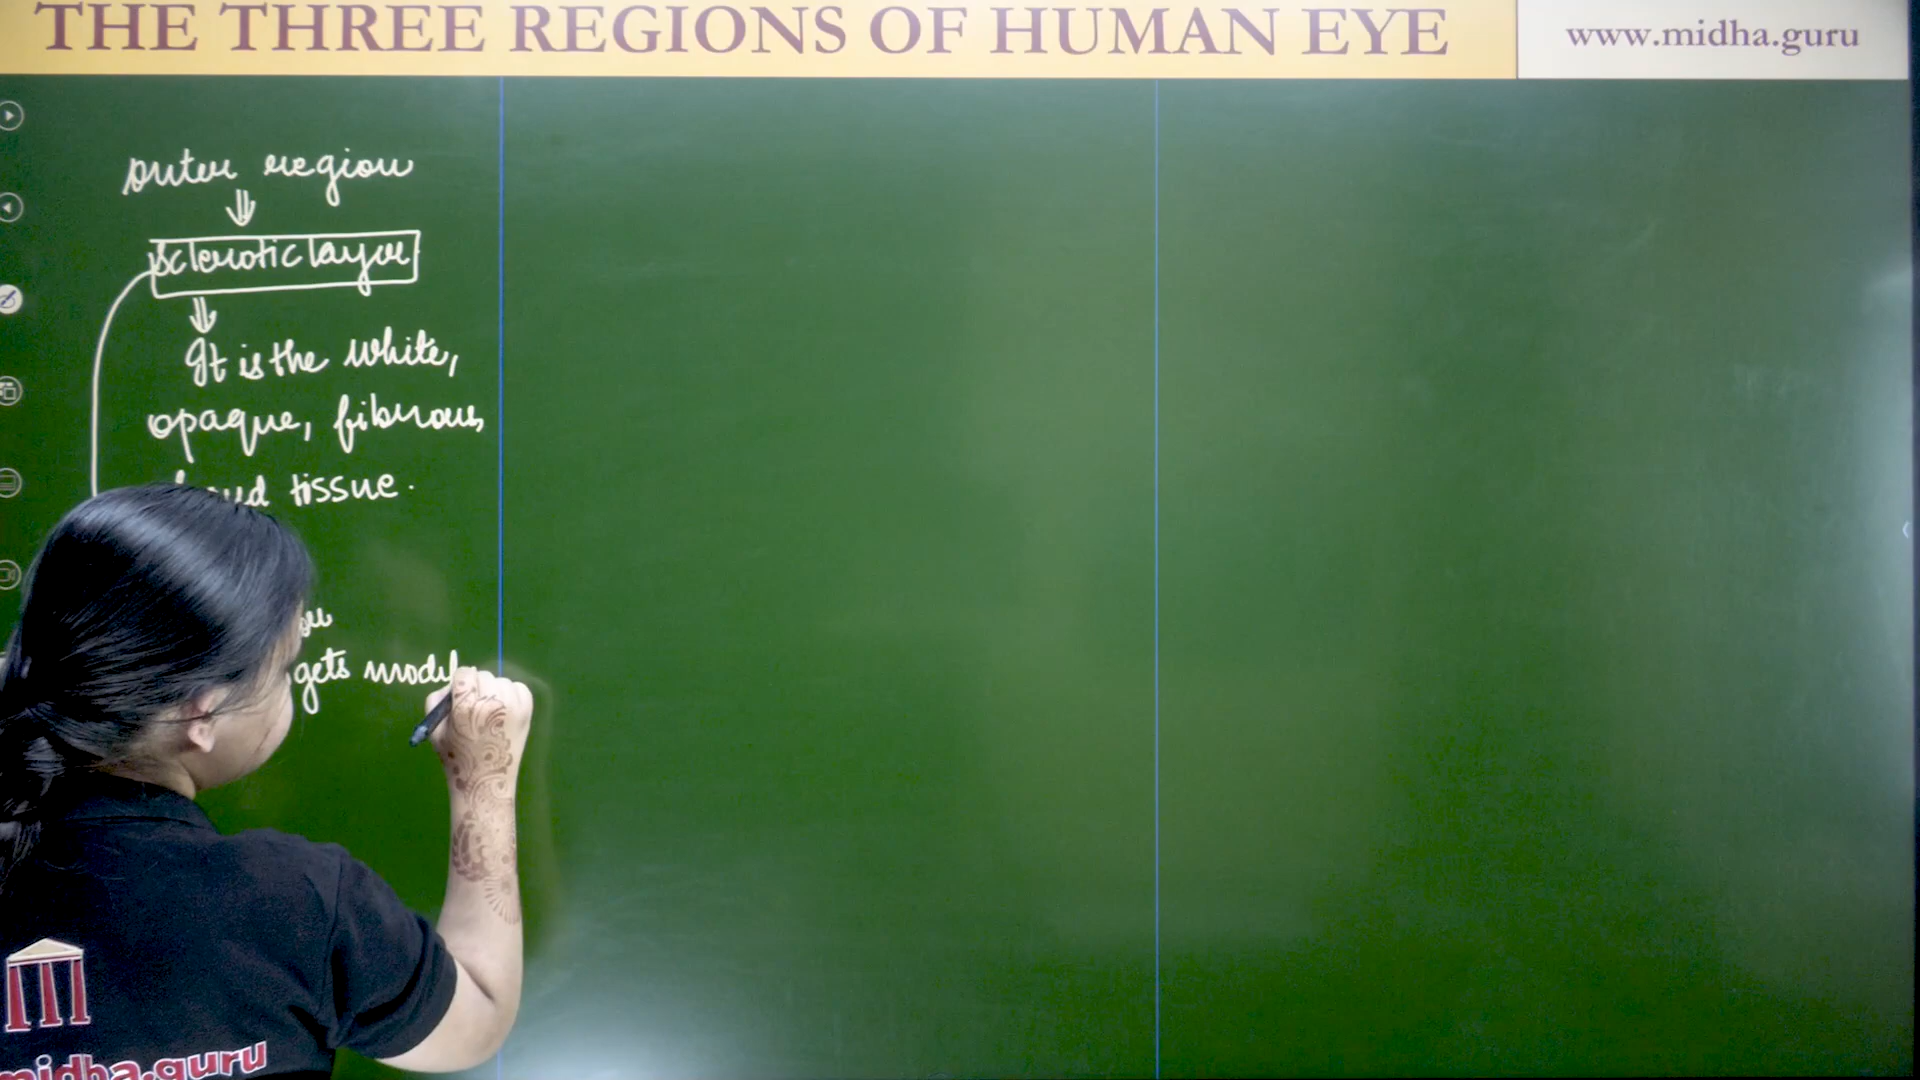 THE THREE REGIONS OF HUMAN EYE
www.midha.guru
outer region
sclerotic layer
It is the white,
opaque, fibrous,
tissue.
gets
midha.guru